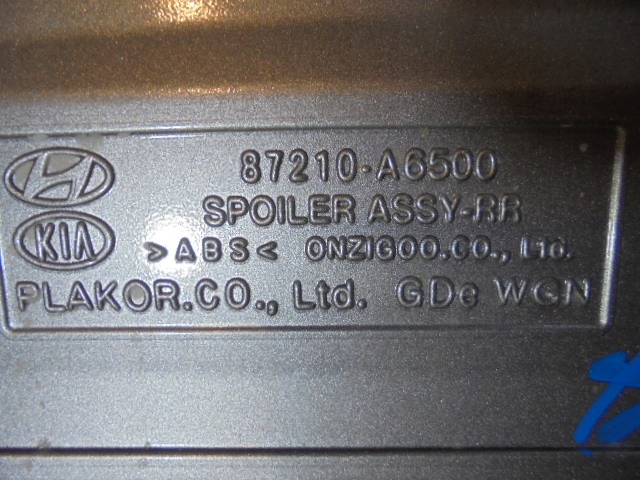 87210-A6500
SPOILER ASSY-RR
KIA >ABS< ONZIGOO.CO., Ltd.
PLAKOR.CO., Ltd. GDe WGN